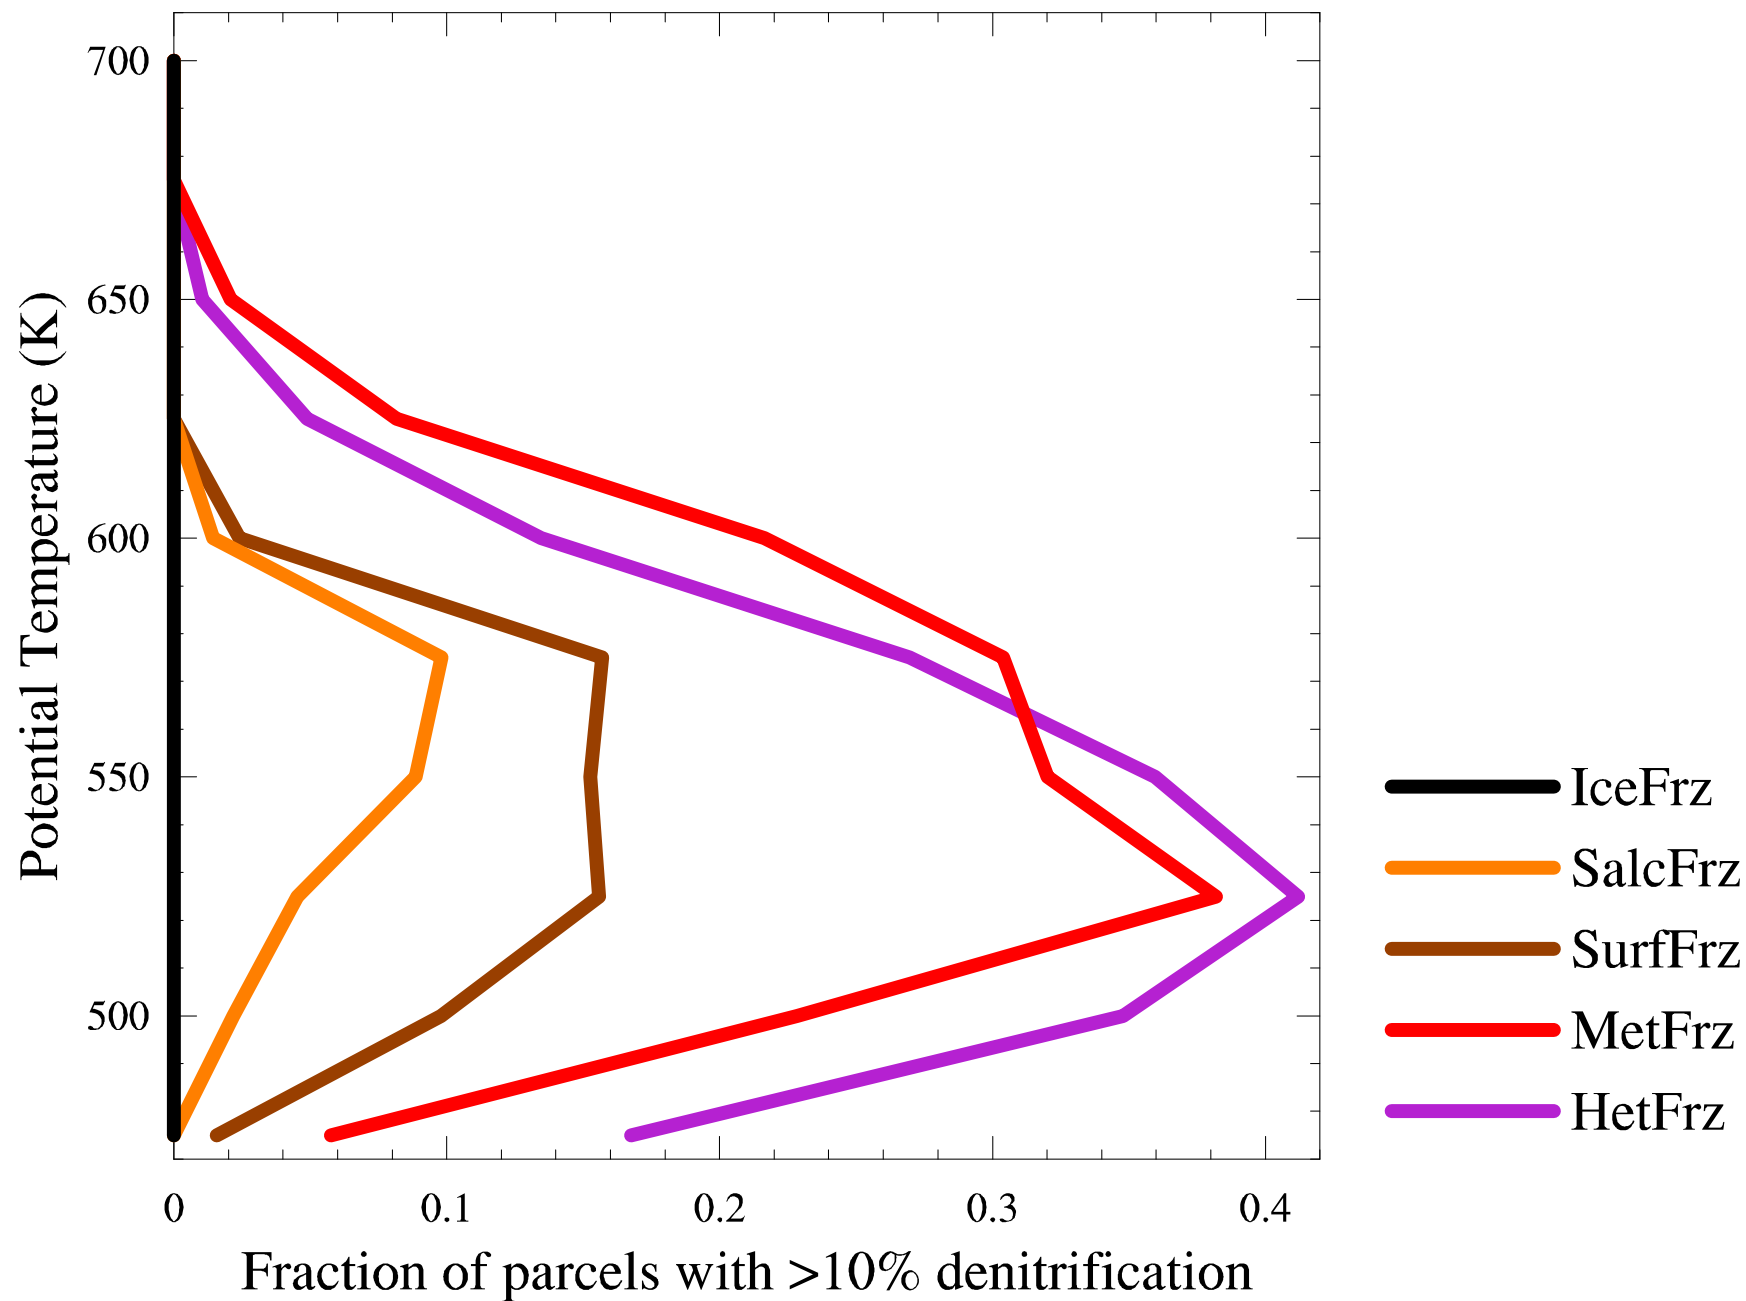 700
650
600
550
500
Potential Temperature (K)
0 0.1 0.2 0.3 0.4
Fraction of parcels with >10% denitrification
IceFrz
SalcFrz
SurfFrz
MetFrz
HetFrz